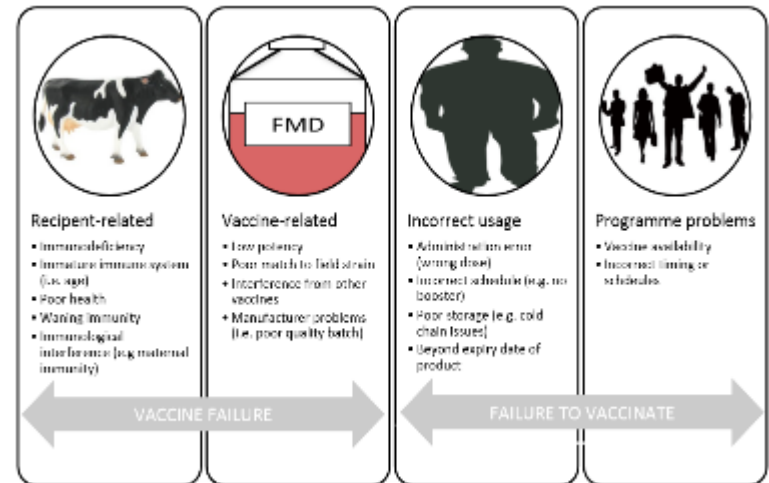 FMD
Recipent-related
• Immunodeficiency
• Immature immune system
(i.e. age)
• Poor health
• Waning immunity
• Immunological
interference (e.g maternal
immunity)
Vaccine-related
• Low potency
• Poor match to field strain
• Interference from other
vaccines
• Manufacturer problems
(i.e. poor quality batch)
Incorrect usage
• Administration error
(wrong dose)
• Incorrect schedule (e.g. no
booster)
• Poor storage (e.g. cold
chain issues)
• Beyond expiry date of
product
Programme problems
• Vaccine availability
• Incorrect timing or
schdeules
VACCINE FAILURE
FAILURE TO VACCINATE